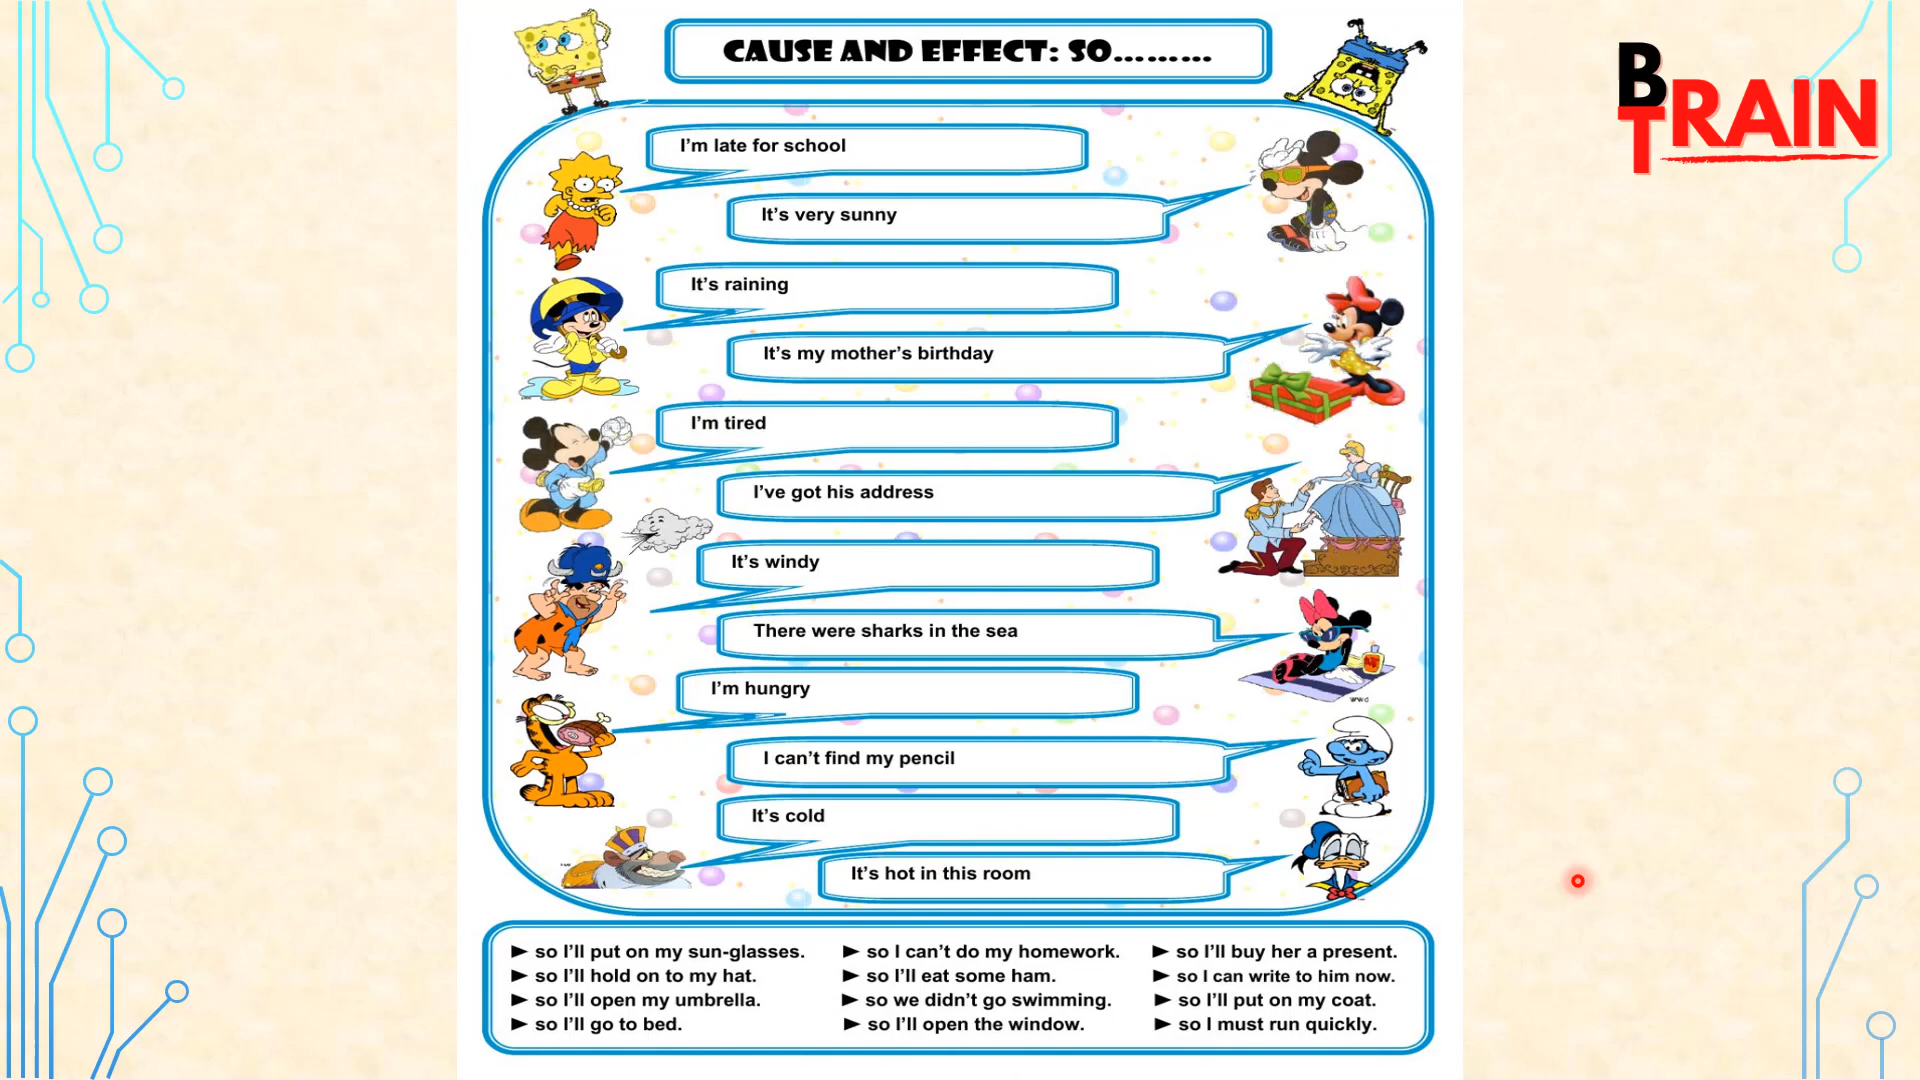 CAUSE AND EFFECT: SO..........
BRAIN
T
I'm late for school
It's very sunny
It's raining
It's my mother's birthday
I'm tired
I've got his address
It's windy
There were sharks in the sea
I'm hungry
I can't find my pencil
It's cold
It's hot in this room
► so I'll put on my sun-glasses.
► so I'll hold on to my hat.
► so I'll open my umbrella.
► so I'll go to bed.
► so I can't do my homework.
► so I'll eat some ham.
► so we didn't go swimming.
► so I'll open the window.
► so I'll buy her a present.
► so I can write to him now.
► so I'll put on my coat.
► so I must run quickly.